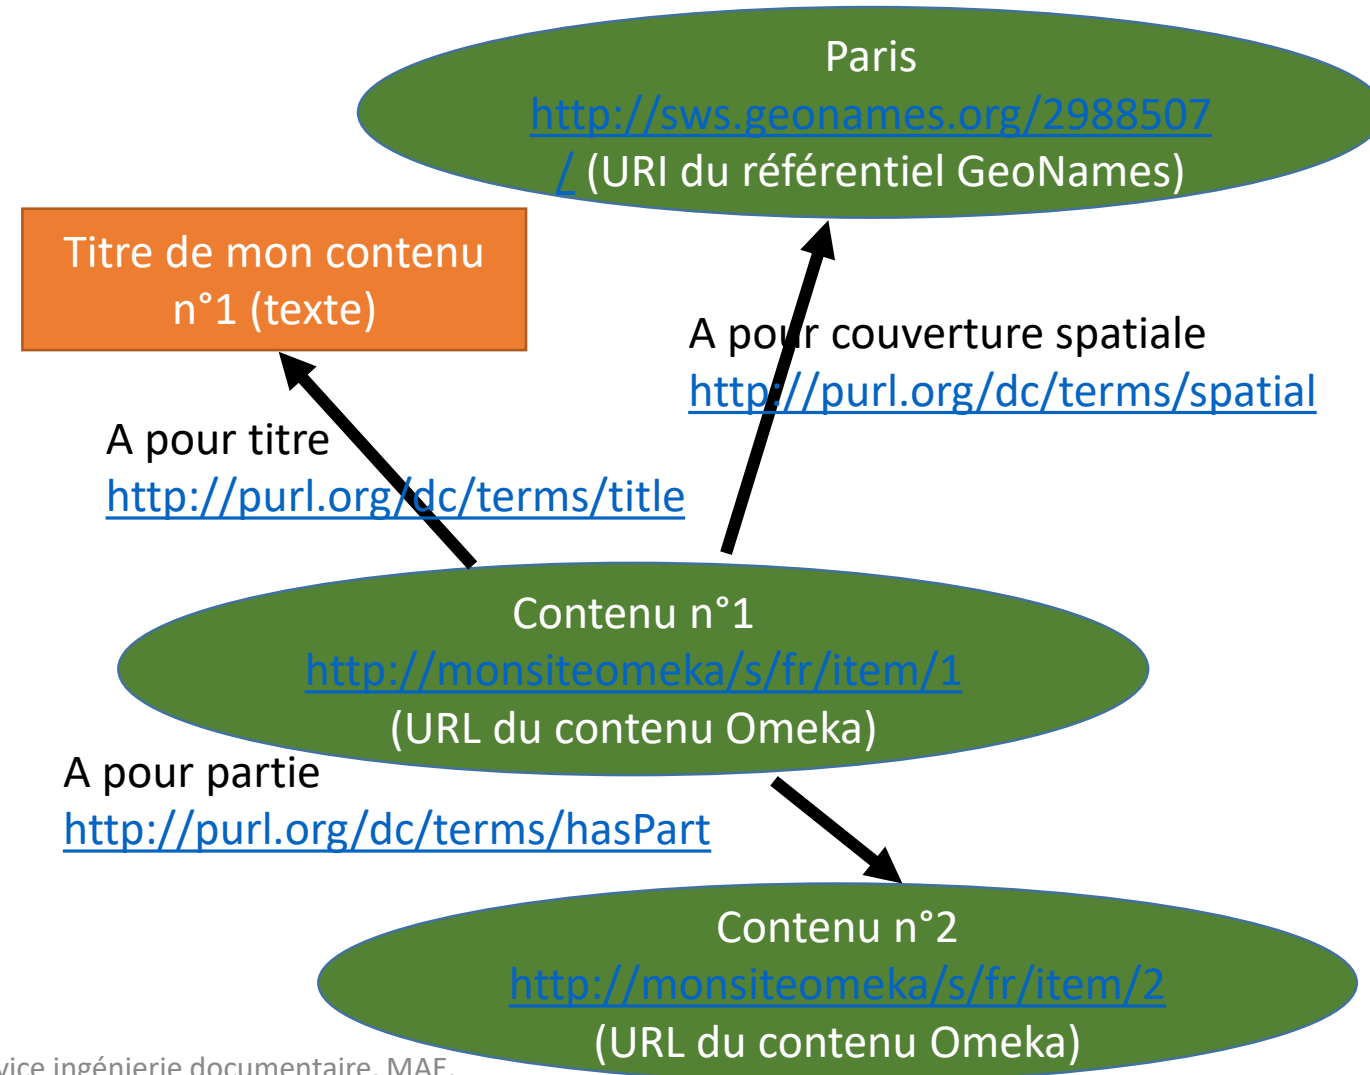 Paris
http://sws.geonames.org/2988507
/ (URI du référentiel GeoNames)
Titre de mon contenu
n°1 (texte)
A pour couverture spatiale
http://purl.org/dc/terms/spatial
A pour titre
http://purl.org/dc/terms/title
Contenu n°1
http://monsiteomeka/s/fr/item/1
(URL du contenu Omeka)
A pour partie
http://purl.org/dc/terms/hasPart
Contenu n°2
http://monsiteomeka/s/fr/item/2
(URL du contenu Omeka)
ingénierie documentaire, MAE,